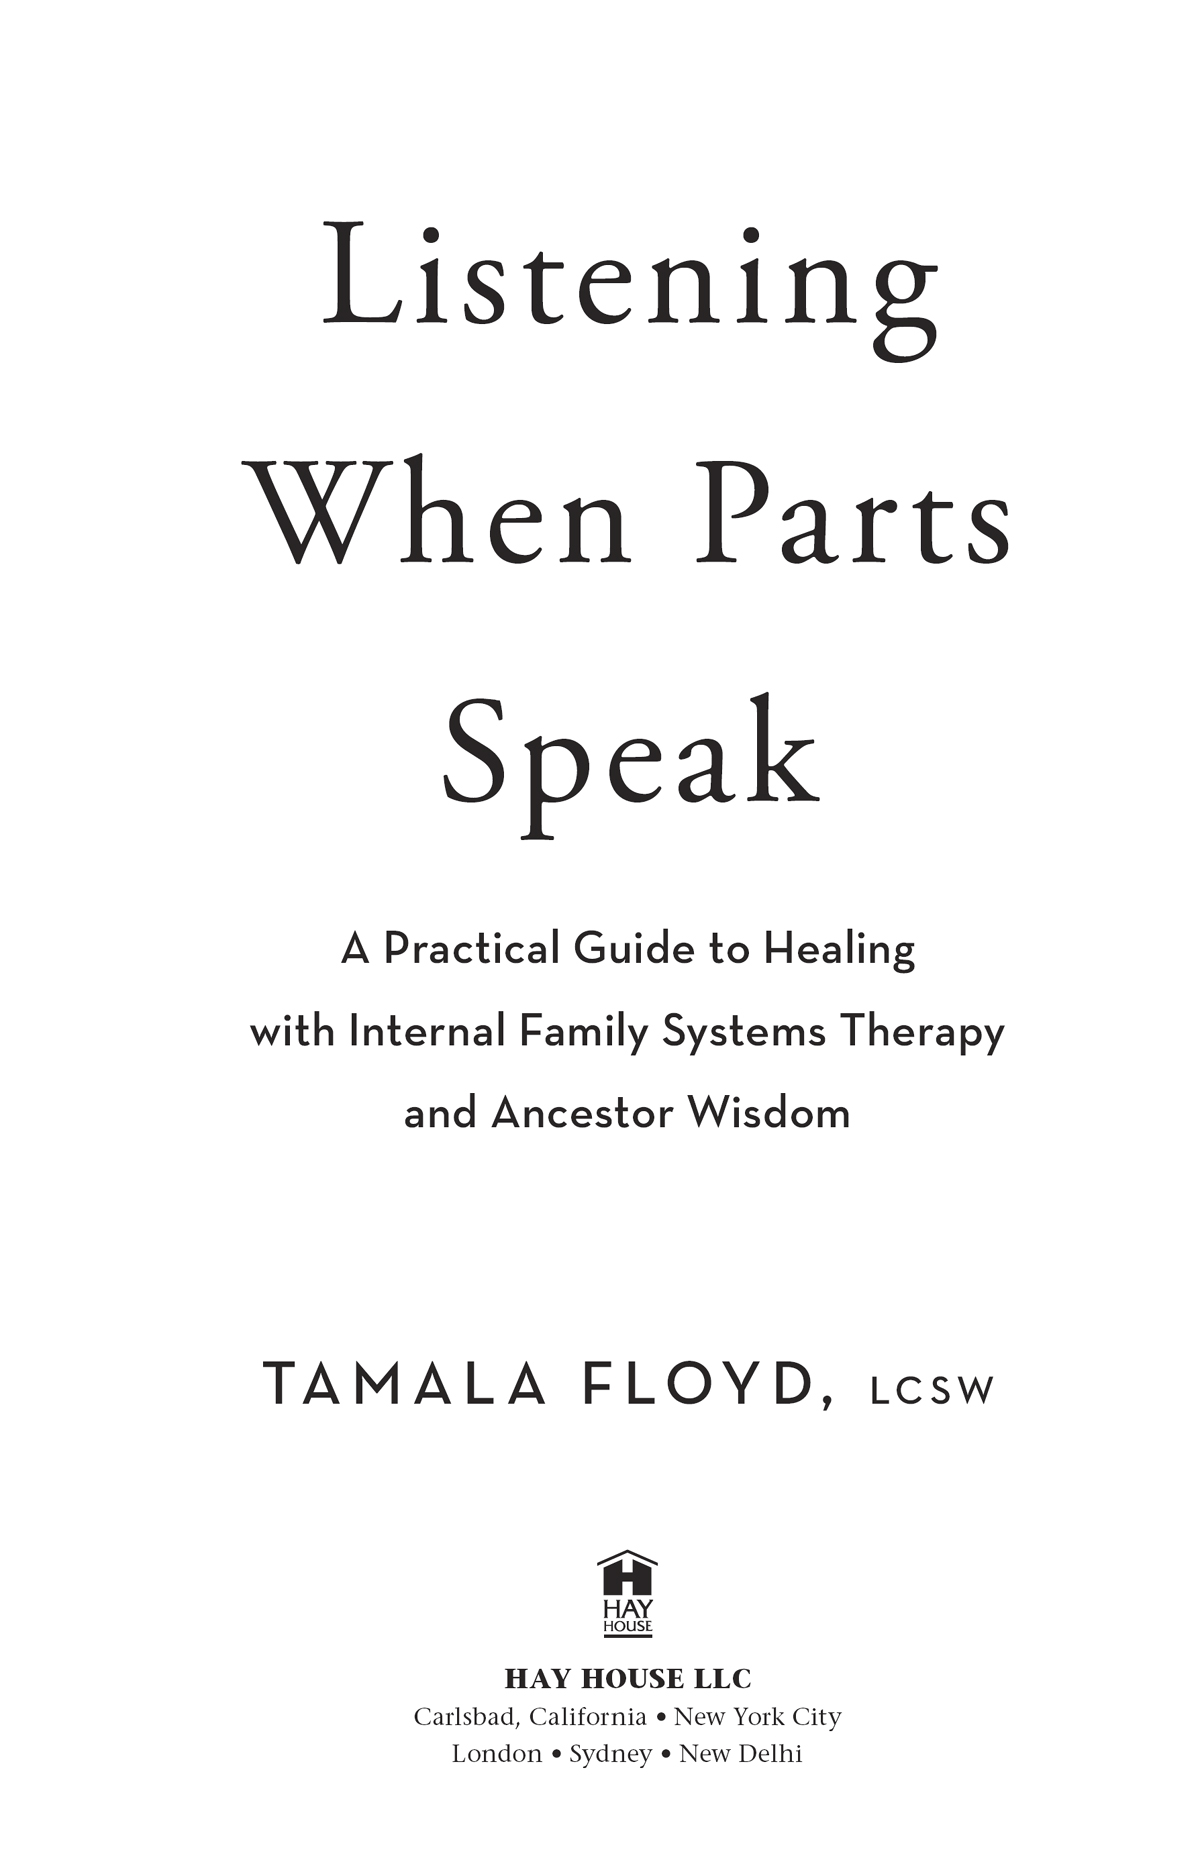 Listening
When Parts
Speak
A Practical Guide to Healing
with Internal Family Systems Therapy
and Ancestor Wisdom
TAMALA FLOYD, LCSW
H
HAY
HOUSE
HAY HOUSE LLC
Carlsbad, California • New York City
London • Sydney • New Delhi